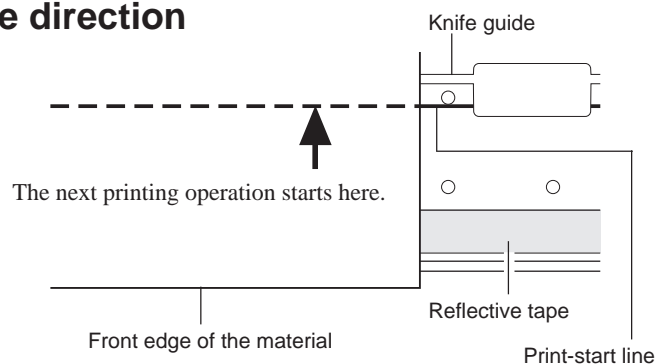 e direction
Knife guide
The next printing operation starts here.
Reflective tape
Front edge of the material
Print-start line